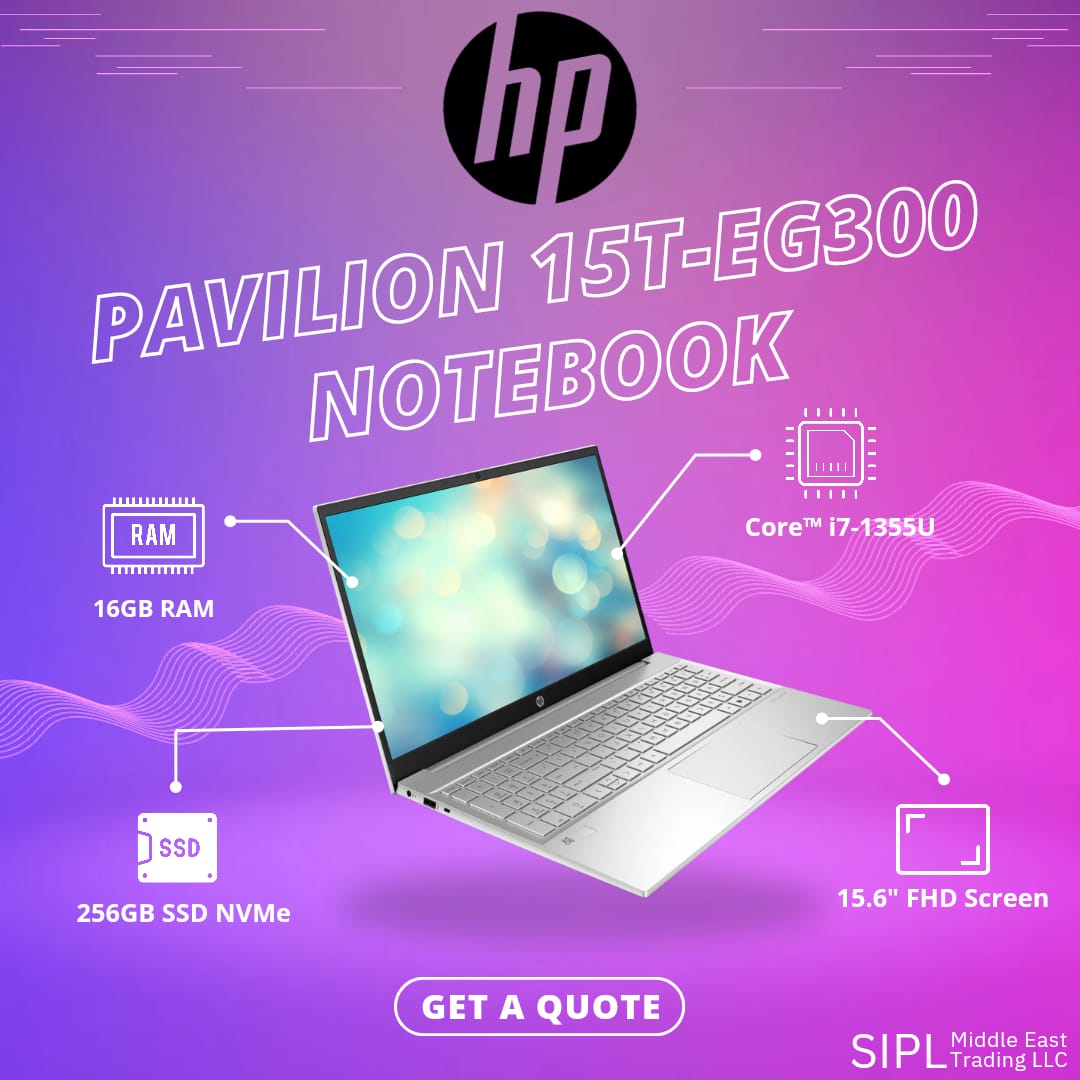 hp
PAVILION 15T-EG300
NOTEBOOK
RAM
16GB RAM
Core™ i7-1355U
SSD
256GB SSD NVMe
15.6" FHD Screen
GET A QUOTE
SIPL Middle East
Trading LLC